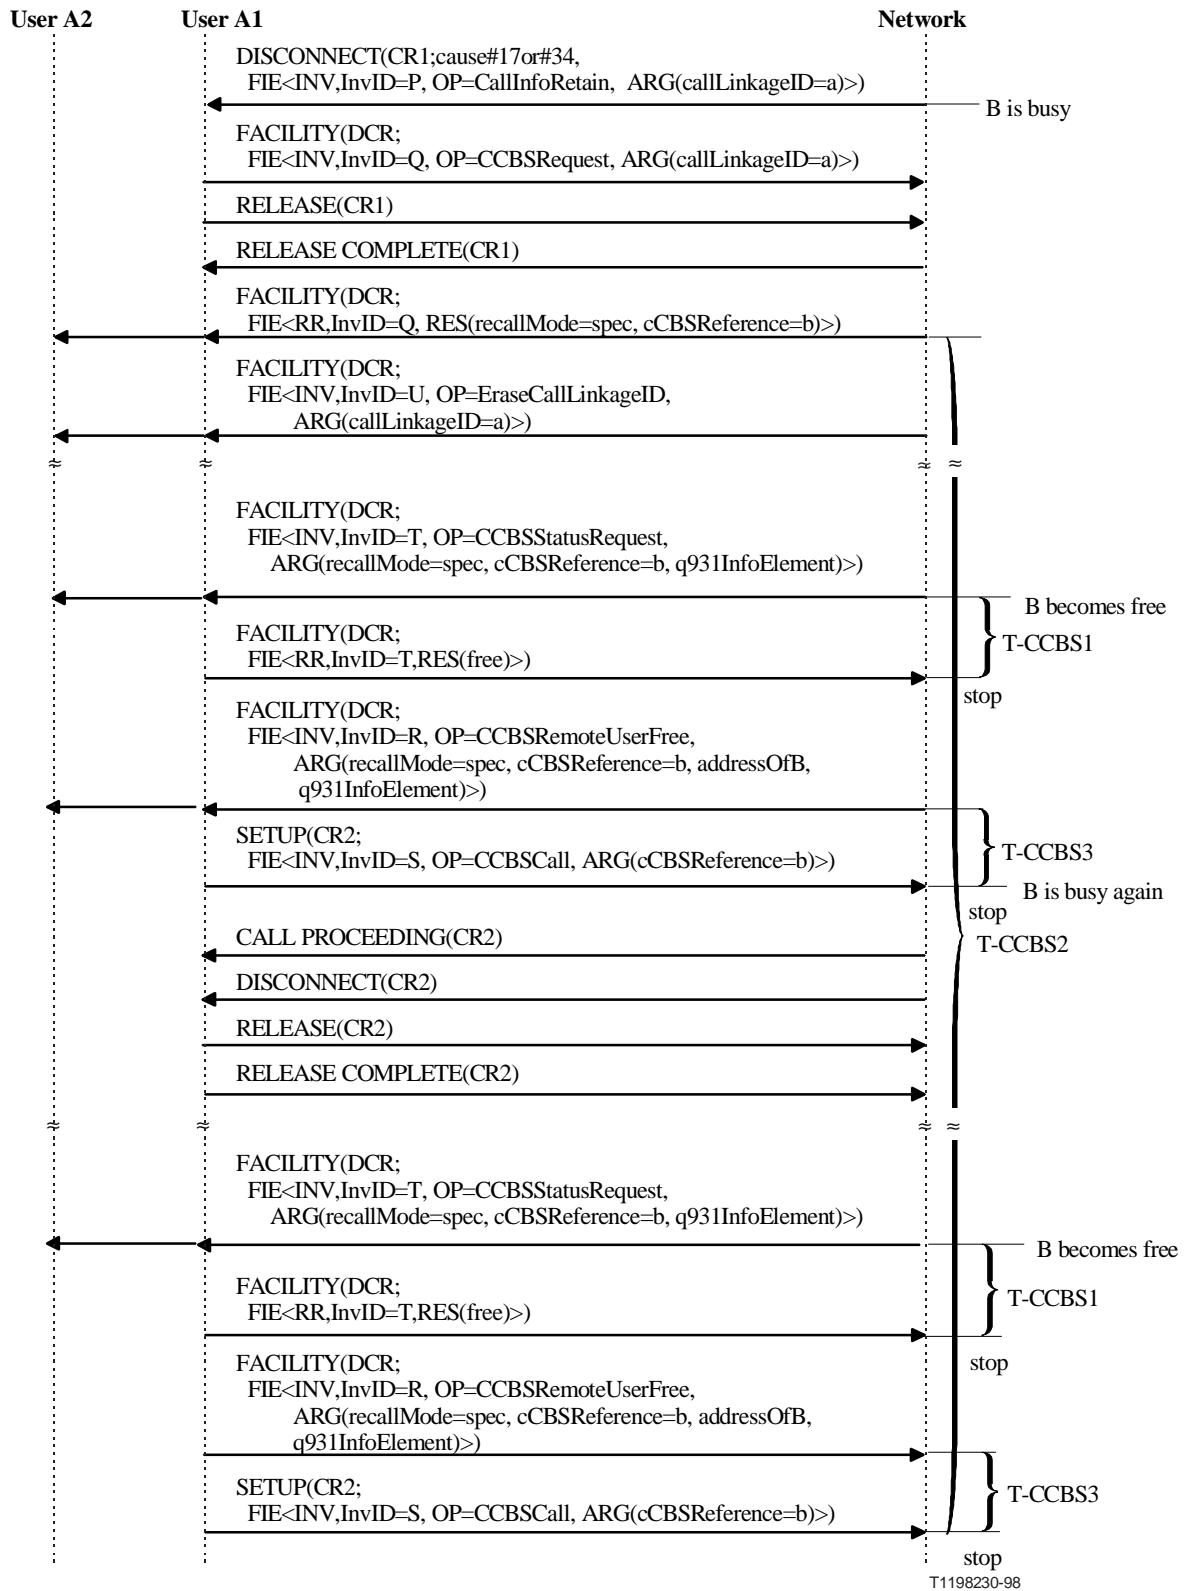 User A2 User A1 Network
DISCONNECT(CR1;cause#17or#34,
FIE<INV,InvID=P, OP=CallInfoRetain, ARG(callLinkageID=a)>)
B is busy
FACILITY(DCR;
FIE<INV,InvID=Q, OP=CCBSRequest, ARG(callLinkageID=a)>)
RELEASE(CR1)
RELEASE COMPLETE(CR1)
FACILITY(DCR;
FIE<RR,InvID=Q, RES(recallMode=spec, cCBSReference=b)>)
FACILITY(DCR;
FIE<INV,InvID=U, OP=EraseCallLinkageID,
ARG(callLinkageID=a)>)
≈ ≈ ≈ ≈
FACILITY(DCR;
FIE<INV,InvID=T, OP=CCBSStatusRequest,
ARG(recallMode=spec, cCBSReference=b, q931InfoElement)>)
B becomes free
FACILITY(DCR;
T-CCBS1
FIE<RR,InvID=T,RES(free)>)
stop
FACILITY(DCR;
FIE<INV,InvID=R, OP=CCBSRemoteUserFree,
ARG(recallMode=spec, cCBSReference=b, addressOfB,
q931InfoElement)>)
SETUP(CR2;
T-CCBS3
FIE<INV,InvID=S, OP=CCBSCall, ARG(cCBSReference=b)>)
B is busy again
stop
CALL PROCEEDING(CR2)
T-CCBS2
DISCONNECT(CR2)
RELEASE(CR2)
RELEASE COMPLETE(CR2)
≈ ≈ ≈ ≈
FACILITY(DCR;
FIE<INV,InvID=T, OP=CCBSStatusRequest,
ARG(recallMode=spec, cCBSReference=b, q931InfoElement)>)
B becomes free
FACILITY(DCR;
T-CCBS1
FIE<RR,InvID=T,RES(free)>)
stop
FACILITY(DCR;
FIE<INV,InvID=R, OP=CCBSRemoteUserFree,
ARG(recallMode=spec, cCBSReference=b, addressOfB,
q931InfoElement)>)
SETUP(CR2;
T-CCBS3
FIE<INV,InvID=S, OP=CCBSCall, ARG(cCBSReference=b)>)
stop
T1198230-98